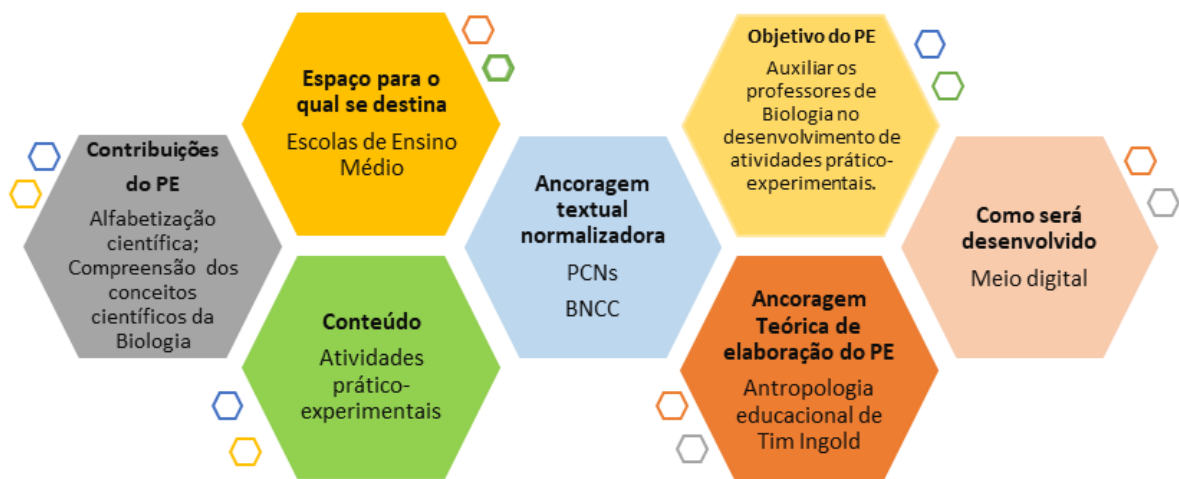 Contribuições
do PE
Alfabetização
científica;
Compreensão dos
conceitos
científicos da
Biologia
Espaço para o
qual se destina
Escolas de Ensino
Médio
Conteúdo
Atividades
prático-
experimentais
Ancoragem
textual
normalizadora
PCNs
BNCC
Objetivo do PE
Auxiliar os
professores de
Biologia no
desenvolvimento de
atividades prático-
experimentais.
Ancoragem
Teórica de
elaboração do PE
Antropologia
educacional de
Tim Ingold
Como será
desenvolvido
Meio digital